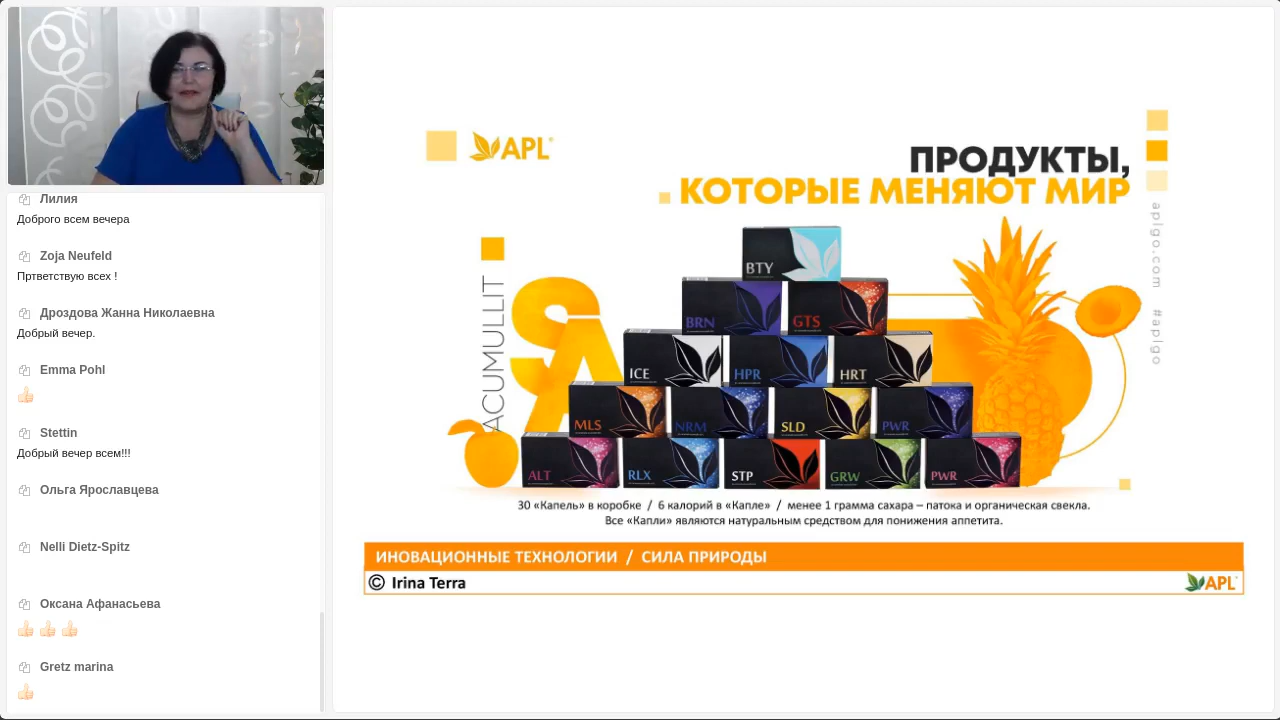 Лилия
Доброго всем вечера
Zoja Neufeld
Пртветствую всех !
Дроздова Жанна Николаевна
Добрый вечер....
Emma Pohl
Stettin
Добрый вечер всем!!!
Ольга Ярославцева
Nelli Dietz-Spitz
Оксана Афанасьева
Gretz marina
APL
ПРОДУКТЫ,
КОТОРЫЕ МЕНЯЮТ МИР
aplgo.com #aplgo
ACUMULLIT
SA
BTY
BRN
GTS
ICE
HPR
HRT
MLS
NRM
SLD
PWR
ALT
RLX
STP
GRW
PWR
30 «Капель» в коробке / 6 калорий в «Капле» / менее 1 грамма сахара – патока и органическая свекла.
Все «Капли» являются натуральным средством для понижения аппетита.
ИНОВАЦИОННЫЕ ТЕХНОЛОГИИ / СИЛА ПРИРОДЫ
© Irina Terra
APL